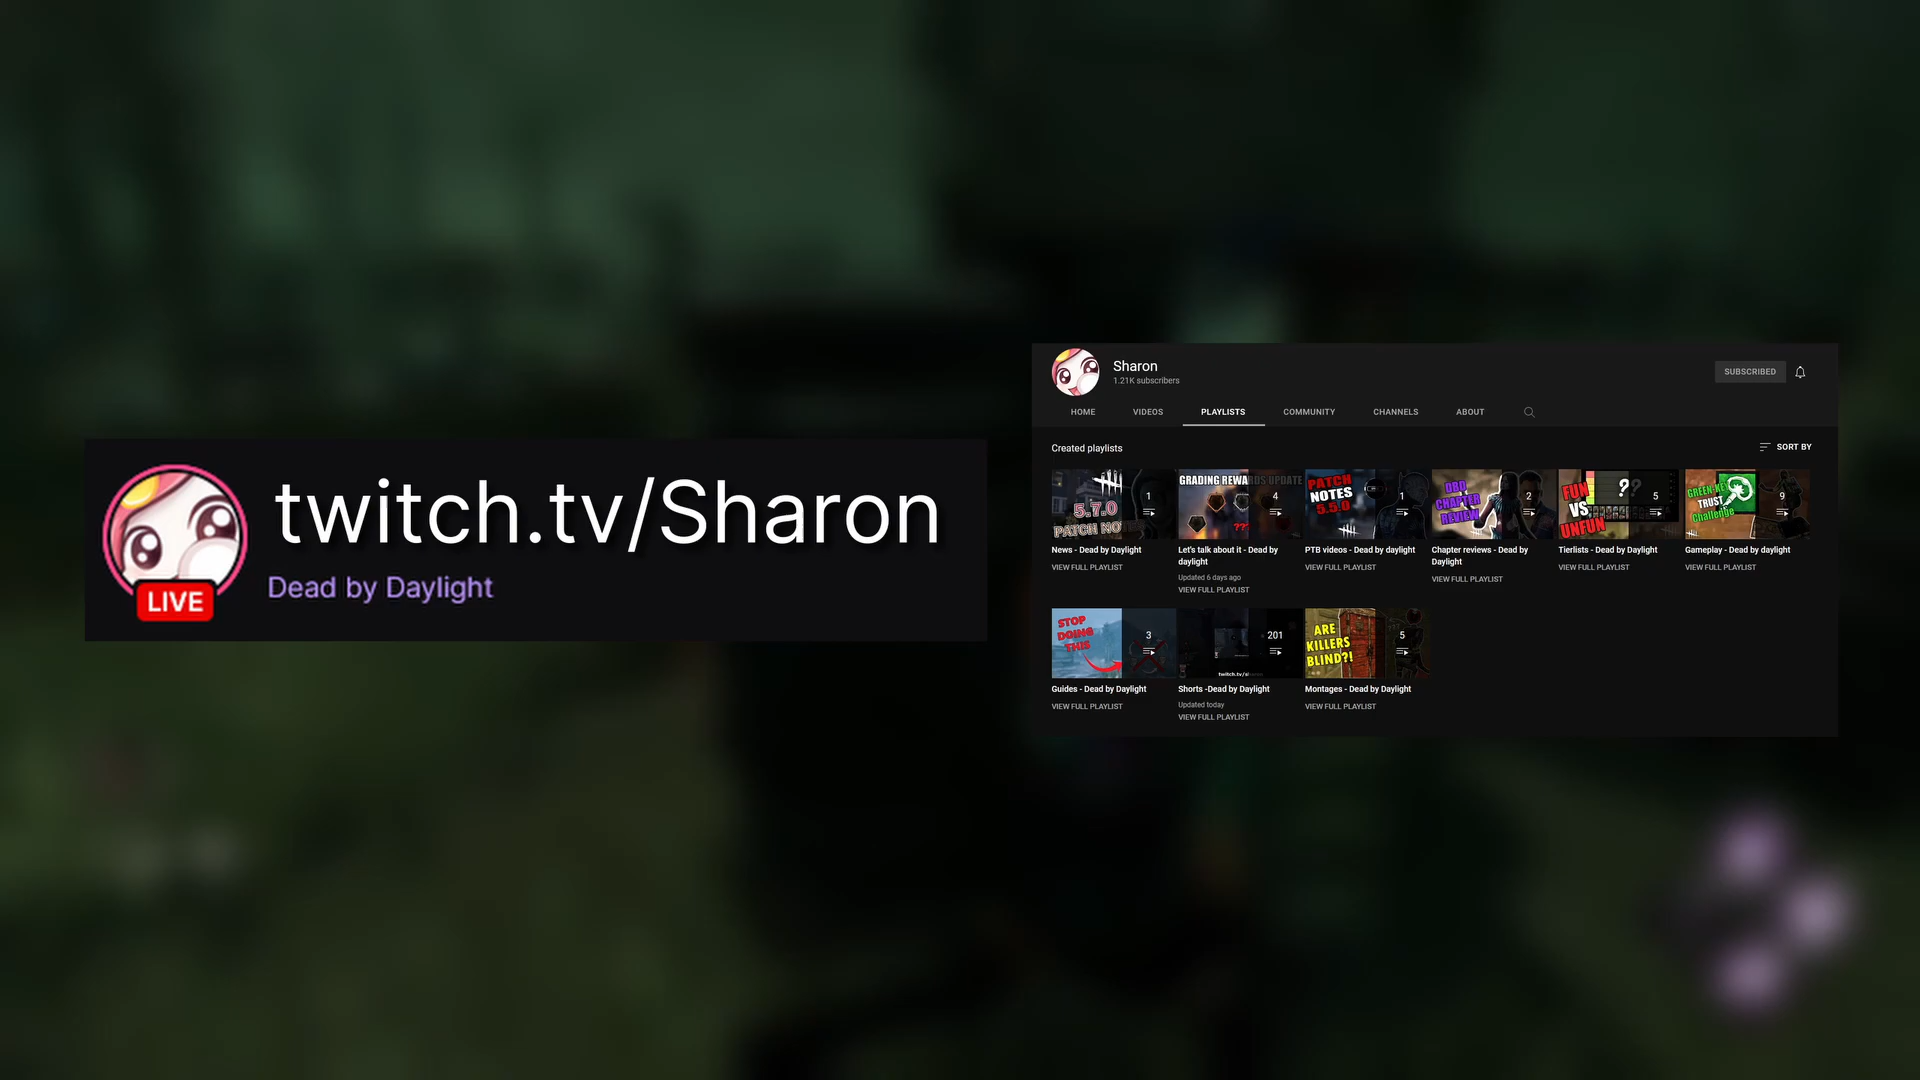 twitch.tv/Sharon
Dead by Daylight
LIVE
Sharon
1.21K subscribers
SUBSCRIBED
HOME
VIDEOS
PLAYLISTS
COMMUNITY
CHANNELS
ABOUT
Created playlists
SORT BY
5.7.0
PATCH NO
1
News - Dead by Daylight
VIEW FULL PLAYLIST
GRADING REWARDS UPDATE
???
4
Let's talk about it - Dead by
daylight
Updated 6 days ago
VIEW FULL PLAYLIST
PATCH
NOTES
5.5.0
1
PTB videos - Dead by daylight
VIEW FULL PLAYLIST
DBD
CHAPTER
REVIEW
2
Chapter reviews - Dead by
Daylight
VIEW FULL PLAYLIST
FUN
VS
UNFUN
??
5
Tierlists - Dead by Daylight
VIEW FULL PLAYLIST
GREEN-KEY
TRUST
Challenge
9
Gameplay - Dead by daylight
VIEW FULL PLAYLIST
STOP
DOING
THIS
3
Guides - Dead by Daylight
VIEW FULL PLAYLIST
201
Shorts -Dead by Daylight
Updated today
VIEW FULL PLAYLIST
ARE
KILLERS
BLIND?!
5
Montages - Dead by Daylight
VIEW FULL PLAYLIST